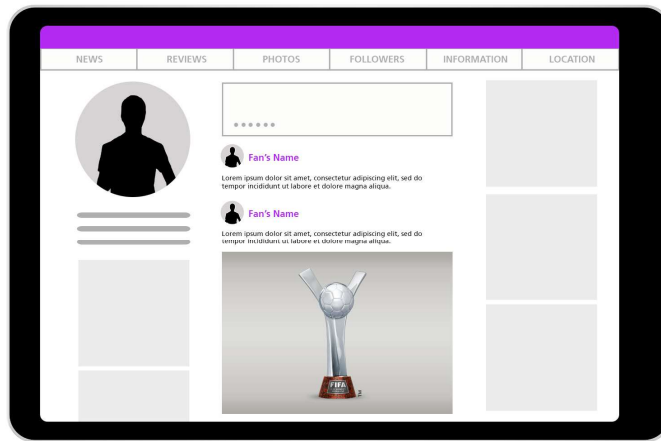 NEWS
REVIEWS
PHOTOS
FOLLOWERS
INFORMATION
LOCATION
Fan's Name
Lorem ipsum dolor sit amet, consectetur adipiscing elit, sed do
tempor incididunt ut labore et dolore magna aliqua.
Fan's Name
Lorem ipsum dolor sit amet, consectetur adipiscing elit, sed do
tempor incididunt ut labore et dolore magna aliqua.
FIFA
TM